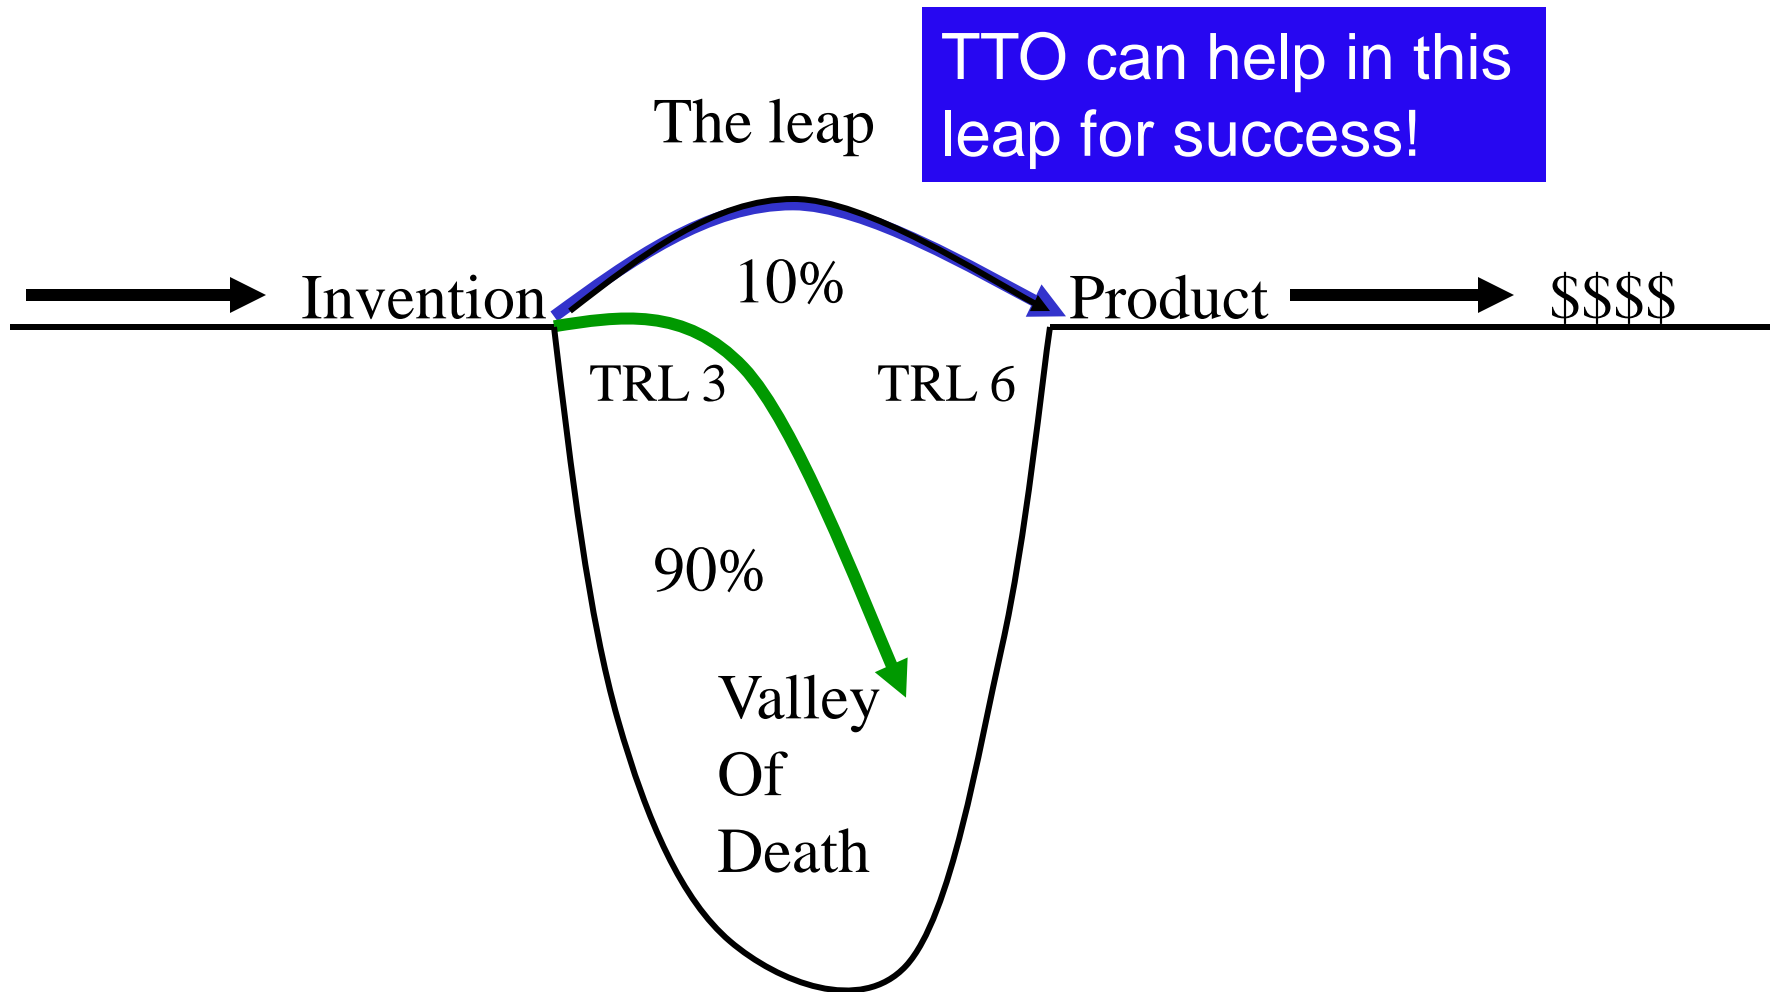 TTO can help in this
leap for success!
The leap
10%
Invention
Product
$$$$
TRL 3
TRL 6
90%
Valley
Of
Death